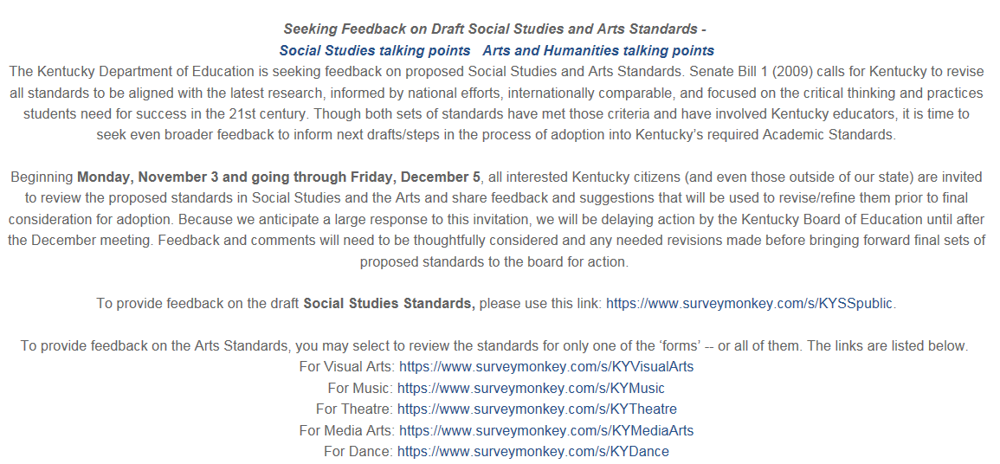 Seeking Feedback on Draft Social Studies and Arts Standards -
Social Studies talking points   Arts and Humanities talking points
The Kentucky Department of Education is seeking feedback on proposed Social Studies and Arts Standards. Senate Bill 1 (2009) calls for Kentucky to revise
all standards to be aligned with the latest research, informed by national efforts, internationally comparable, and focused on the critical thinking and practices
students need for success in the 21st century. Though both sets of standards have met those criteria and have involved Kentucky educators, it is time to
seek even broader feedback to inform next drafts/steps in the process of adoption into Kentucky’s required Academic Standards.
Beginning Monday, November 3 and going through Friday, December 5, all interested Kentucky citizens (and even those outside of our state) are invited
to review the proposed standards in Social Studies and the Arts and share feedback and suggestions that will be used to revise/refine them prior to final
consideration for adoption. Because we anticipate a large response to this invitation, we will be delaying action by the Kentucky Board of Education until after
the December meeting. Feedback and comments will need to be thoughtfully considered and any needed revisions made before bringing forward final sets of
proposed standards to the board for action.
To provide feedback on the draft Social Studies Standards, please use this link: https://www.surveymonkey.com/s/KYSSpublic.
To provide feedback on the Arts Standards, you may select to review the standards for only one of the ‘forms’ -- or all of them. The links are listed below.
For Visual Arts: https://www.surveymonkey.com/s/KYVisualArts
For Music: https://www.surveymonkey.com/s/KYMusic
For Theatre: https://www.surveymonkey.com/s/KYTheatre
For Media Arts: https://www.surveymonkey.com/s/KYMediaArts
For Dance: https://www.surveymonkey.com/s/KYDance